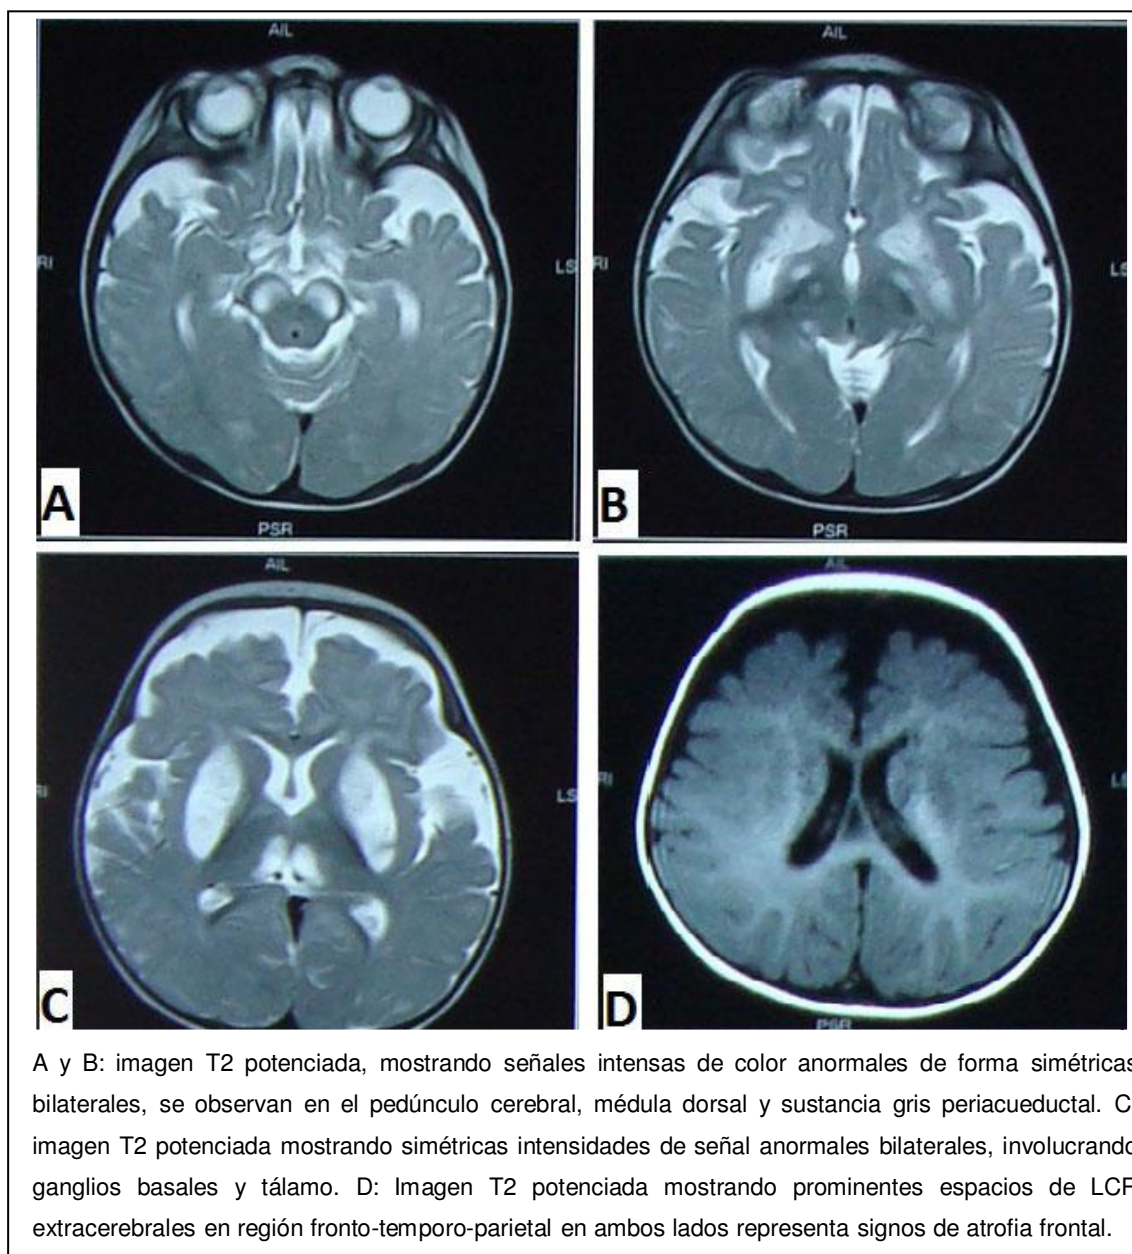 AIL
AIL
RI
LS
RI
LS
A
PSR
B
PSR
AIL
AIL
RI
LS
RI
LS
C
D
PSR
A y B: imagen T2 potenciada, mostrando señales intensas de color anormales de forma simétricas
bilaterales, se observan en el pedúnculo cerebral, médula dorsal y sustancia gris periacueductal. C
imagen T2 potenciada mostrando simétricas intensidades de señal anormales bilaterales, involucrando
ganglios basales y tálamo. D: Imagen T2 potenciada mostrando prominentes espacios de LCR
extracerebrales en región fronto-temporo-parietal en ambos lados representa signos de atrofia frontal.